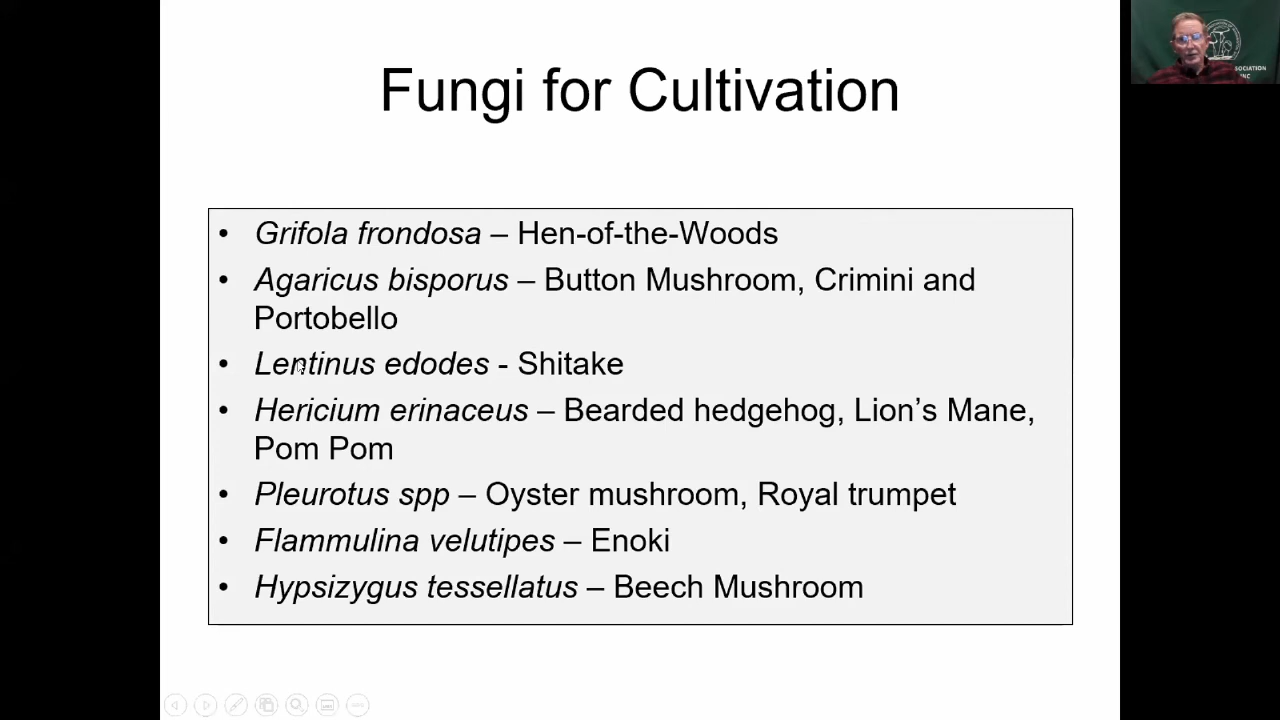 Fungi for Cultivation
• Grifola frondosa – Hen-of-the-Woods
• Agaricus bisporus – Button Mushroom, Crimini and
Portobello
• Lentinus edodes - Shitake
• Hericium erinaceus – Bearded hedgehog, Lion’s Mane,
Pom Pom
• Pleurotus spp – Oyster mushroom, Royal trumpet
• Flammulina velutipes – Enoki
• Hypsizygus tessellatus – Beech Mushroom
SOCIATION
INC